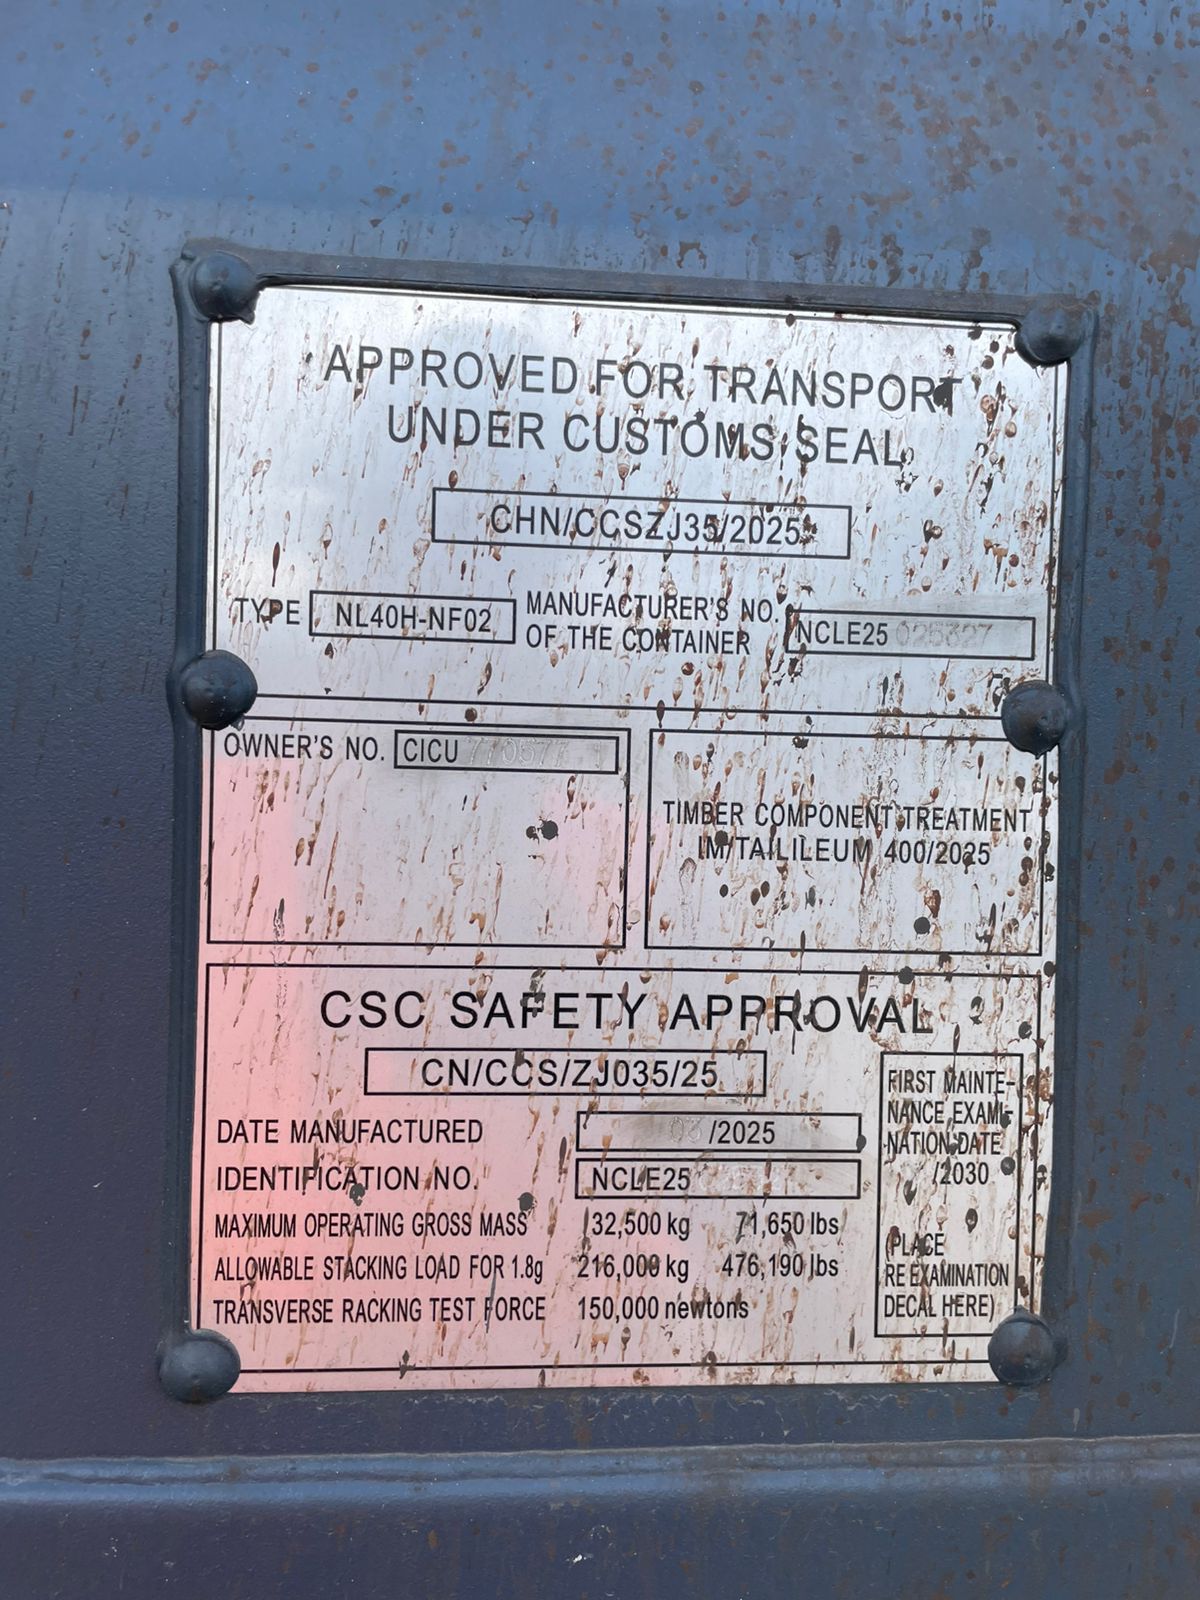 APPROVED FOR TRANSPORT
UNDER CUSTOMS SEAL
CHN/CCSZJ35/2025
TYPE NL40H-NF02
MANUFACTURER'S NO.
OF THE CONTAINER
NCLE25
OWNER'S NO. CICU
TIMBER COMPONENT TREATMENT
IM/TAILILEUM 400/2025
CSC SAFETY APPROVAL
CN/CCS/ZJ035/25
DATE MANUFACTURED 03/2025
IDENTIFICATION NO. NCLE25
MAXIMUM OPERATING GROSS MASS 32,500 kg 71,650 lbs
ALLOWABLE STACKING LOAD FOR 1.8g 216,000 kg 476,190 lbs
TRANSVERSE RACKING TEST FORCE 150,000 newtons
FIRST MAINTE-
NANCE EXAMI-
NATION DATE
/2030
(PLACE
RE EXAMINATION
DECAL HERE)